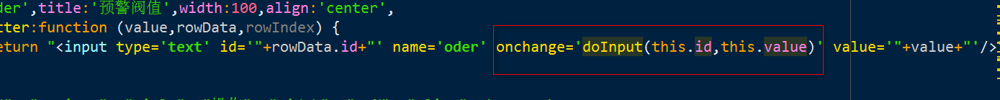 der',title:'预警阀值',width:100,align:'center',
tter:function (value,rowData,rowIndex) {
eturn "<input type='text' id='"+rowData.id+"' name='oder' onchange='doInput(this.id,this.value)' value='"+value+"'/>